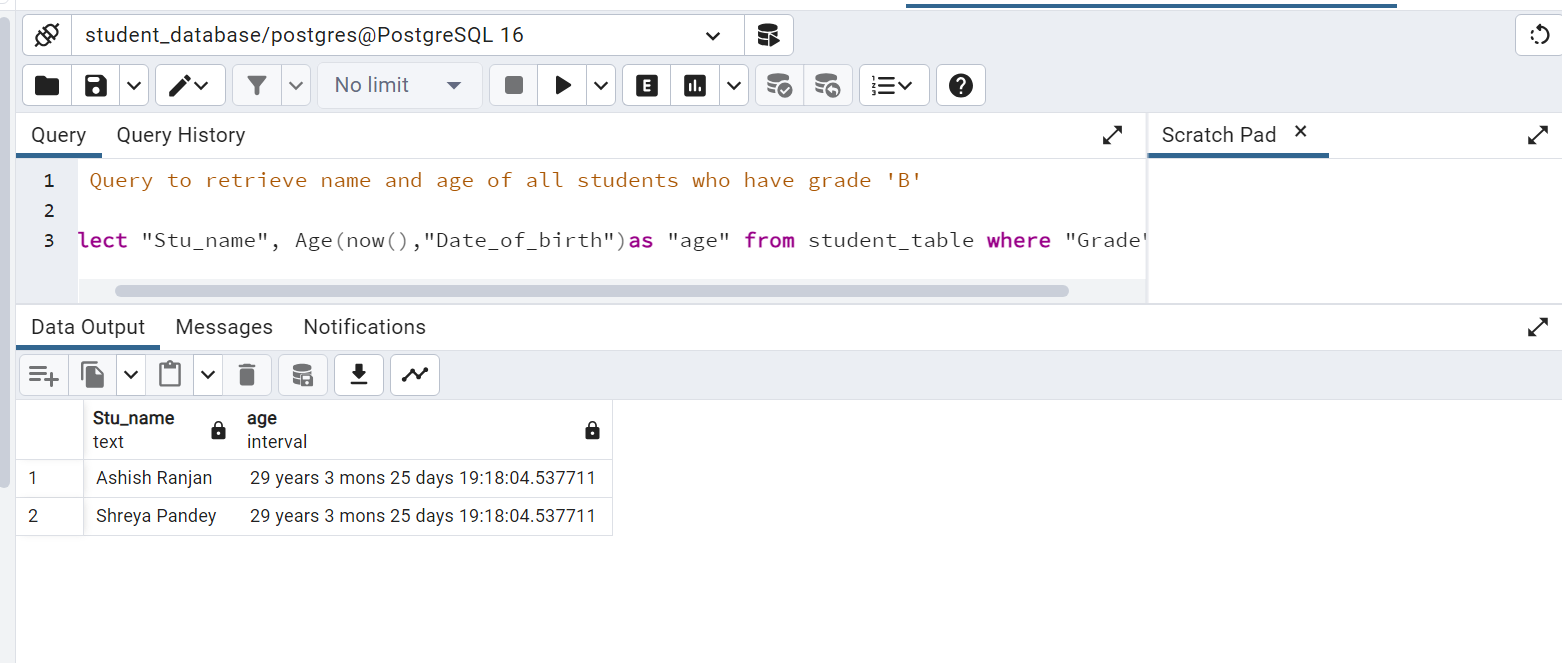 student_database/postgres@PostgreSQL 16
No limit
E
Query
Query History
Scratch Pad
1 Query to retrieve name and age of all students who have grade 'B'
2
3 lect "Stu_name", Age(now(),"Date_of_birth")as "age" from student_table where "Grade"
Data Output
Messages
Notifications
Stu_name
text
age
interval
1 Ashish Ranjan 29 years 3 mons 25 days 19:18:04.537711
2 Shreya Pandey 29 years 3 mons 25 days 19:18:04.537711